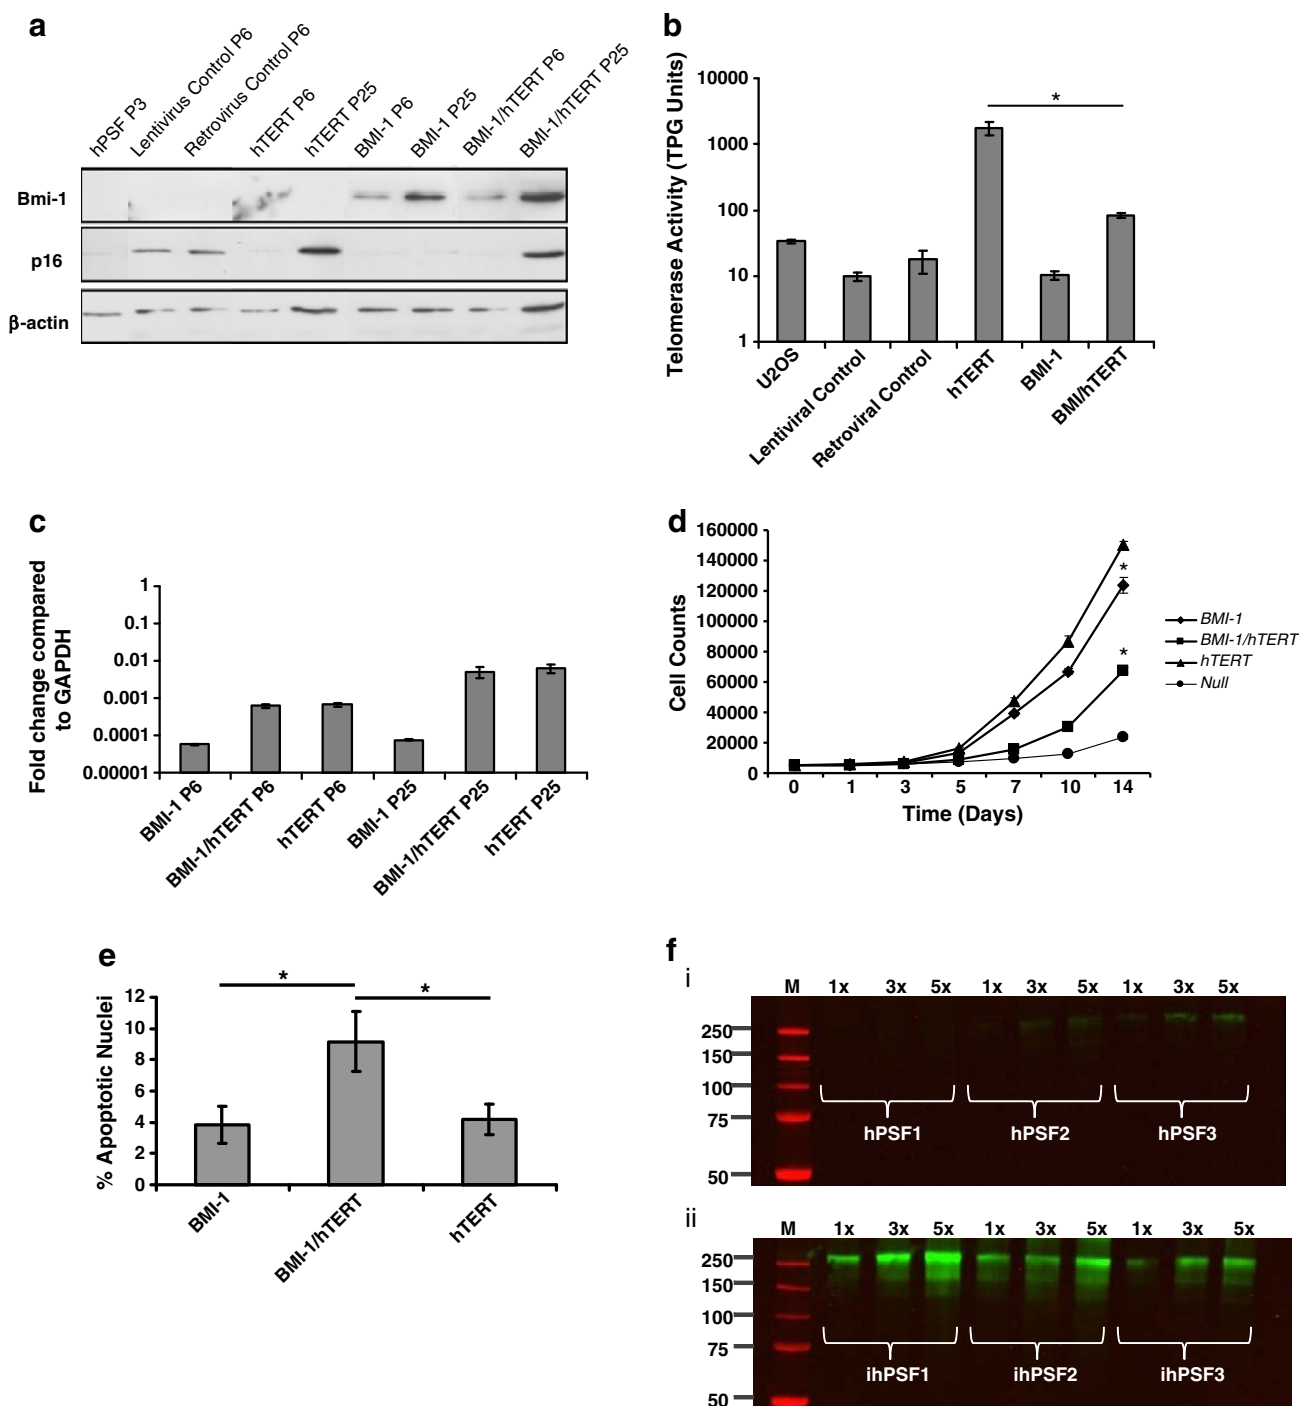 a
hPSF P3
Lentivirus Control P6
Retrovirus Control P6
hTERT P6
hTERT P25
BMI-1 P6
BMI-1 P25
BMI-1/hTERT P6
BMI-1/hTERT P25
Bmi-1
p16
β-actin
b
Telomerase Activity (TPG Units)
10000
1000
100
10
1
*
U2OS
Lentiviral Control
Retroviral Control
hTERT
BMI-1
BMI/hTERT
c
Fold change compared
to GAPDH
1
0.1
0.01
0.001
0.0001
0.00001
BMI-1 P6
BMI-1/hTERT P6
hTERT P6
BMI-1 P25
BMI-1/hTERT P25
hTERT P25
d
Cell Counts
160000
140000
120000
100000
80000
60000
40000
20000
0
*
*
0 1 3 5 7 10 14
Time (Days)
BMI-1
BMI-1/hTERT
hTERT
Null
e
% Apoptotic Nuclei
12
10
8
6
4
2
0
* *
BMI-1
BMI-1/hTERT
hTERT
f
i
M 1x 3x 5x 1x 3x 5x 1x 3x 5x
250
150
100
75
50
hPSF1 hPSF2 hPSF3
ii
M 1x 3x 5x 1x 3x 5x 1x 3x 5x
250
150
100
75
50
ihPSF1 ihPSF2 ihPSF3